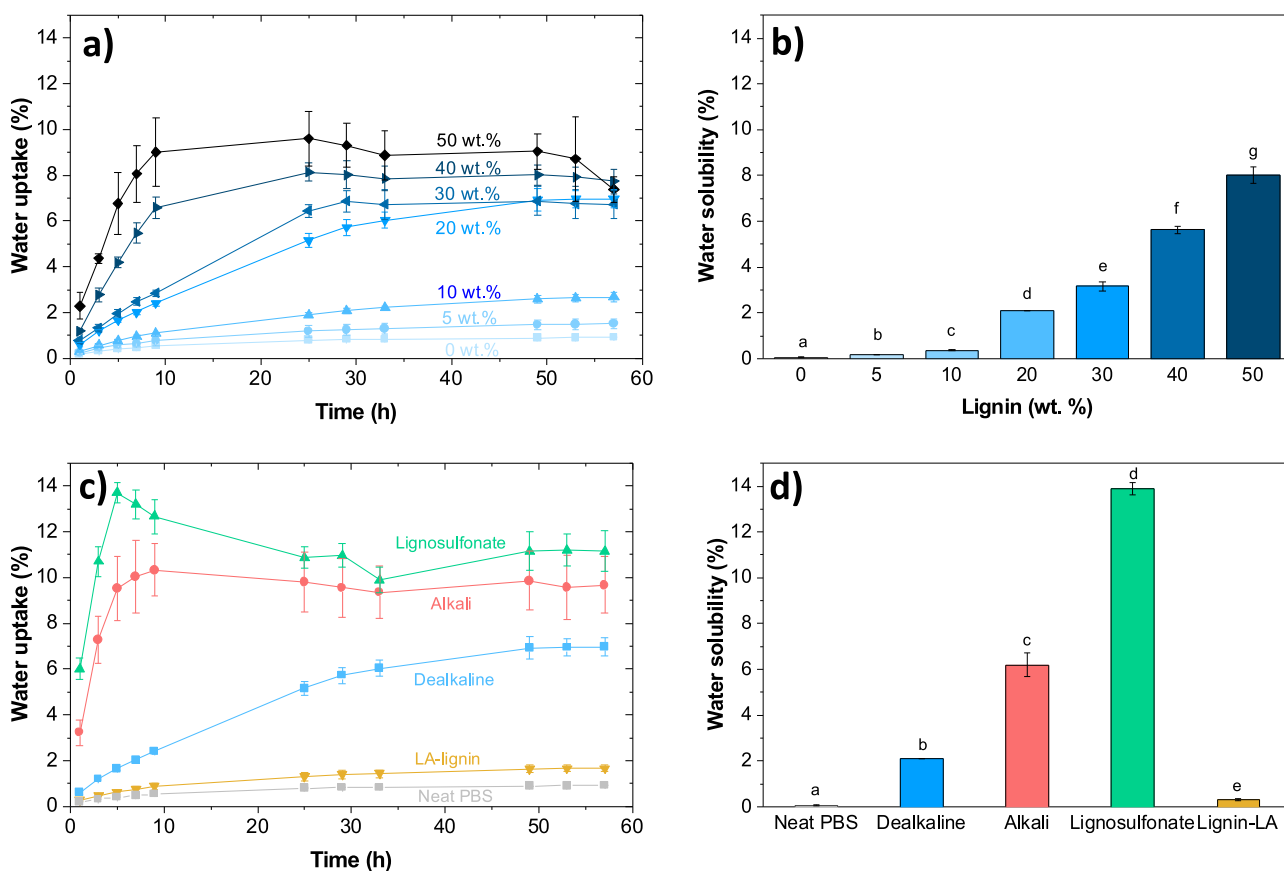 a)
Water uptake (%)
14
12
10
8
6
4
2
0
50 wt.%
40 wt.%
30 wt.%
20 wt.%
10 wt.%
5 wt.%
0 wt.%
0 10 20 30 40 50 60
Time (h)
b)
Water solubility (%)
14
12
10
8
6
4
2
0
a b c d e f g
0 5 10 20 30 40 50
Lignin (wt. %)
c)
Water uptake (%)
14
12
10
8
6
4
2
0
Lignosulfonate
Alkali
Dealkaline
LA-lignin
Neat PBS
0 10 20 30 40 50 60
Time (h)
d)
Water solubility (%)
14
12
10
8
6
4
2
0
a b c d e
Neat PBS Dealkaline Alkali Lignosulfonate Lignin-LA